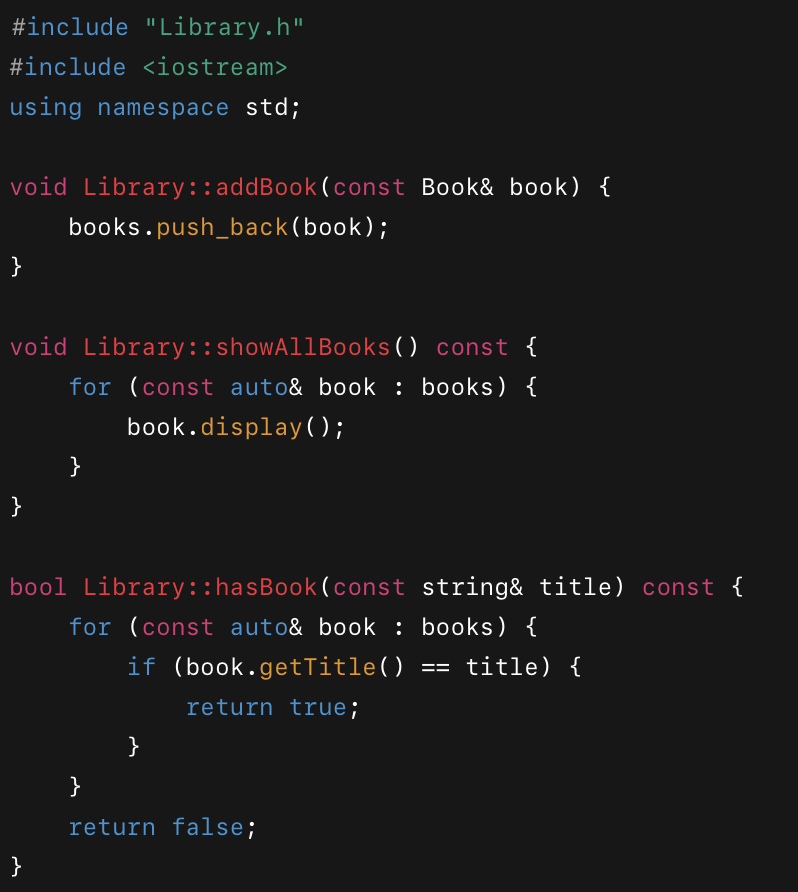 #include "Library.h"
#include <iostream>
using namespace std;

void Library::addBook(const Book& book) {
    books.push_back(book);
}

void Library::showAllBooks() const {
    for (const auto& book : books) {
        book.display();
    }
}

bool Library::hasBook(const string& title) const {
    for (const auto& book : books) {
        if (book.getTitle() == title) {
            return true;
        }
    }
    return false;
}